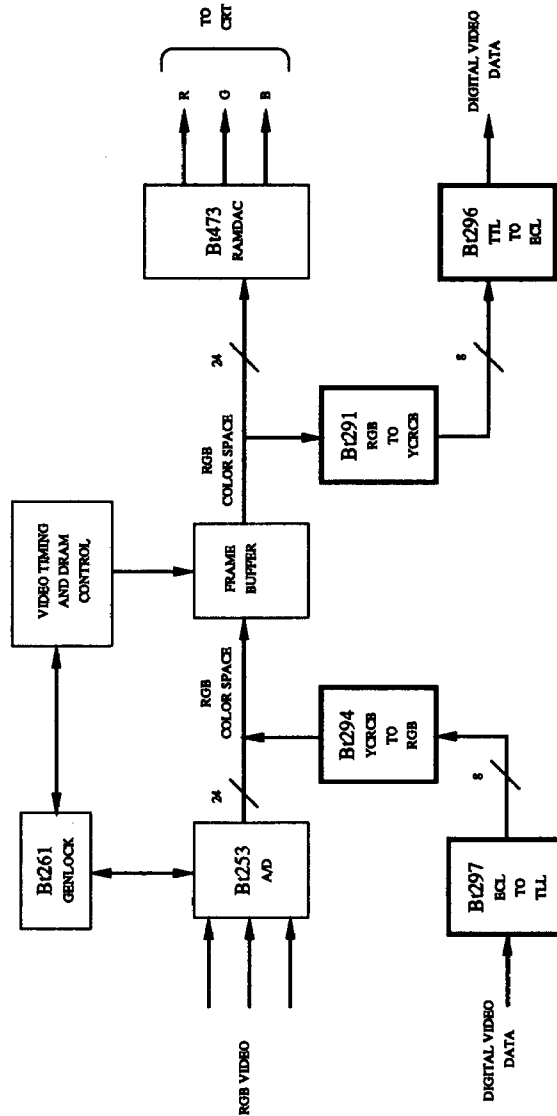 VIDEO TIMING
AND DRAM
CONTROL
Bt261
GENLOCK
RGB VIDEO
Bt253
A/D
24
RGB
COLOR SPACE
FRAME
BUFFER
RGB
COLOR SPACE
24
Bt473
RAMDAC
R
G
B
TO
CRT
DIGITAL VIDEO
DATA
Bt297
ECL
TO
TLL
8
Bt294
YCRCB
TO
RGB
Bt291
RGB
TO
YCRCB
8
Bt296
TTL
TO
ECL
DIGITAL VIDEO
DATA